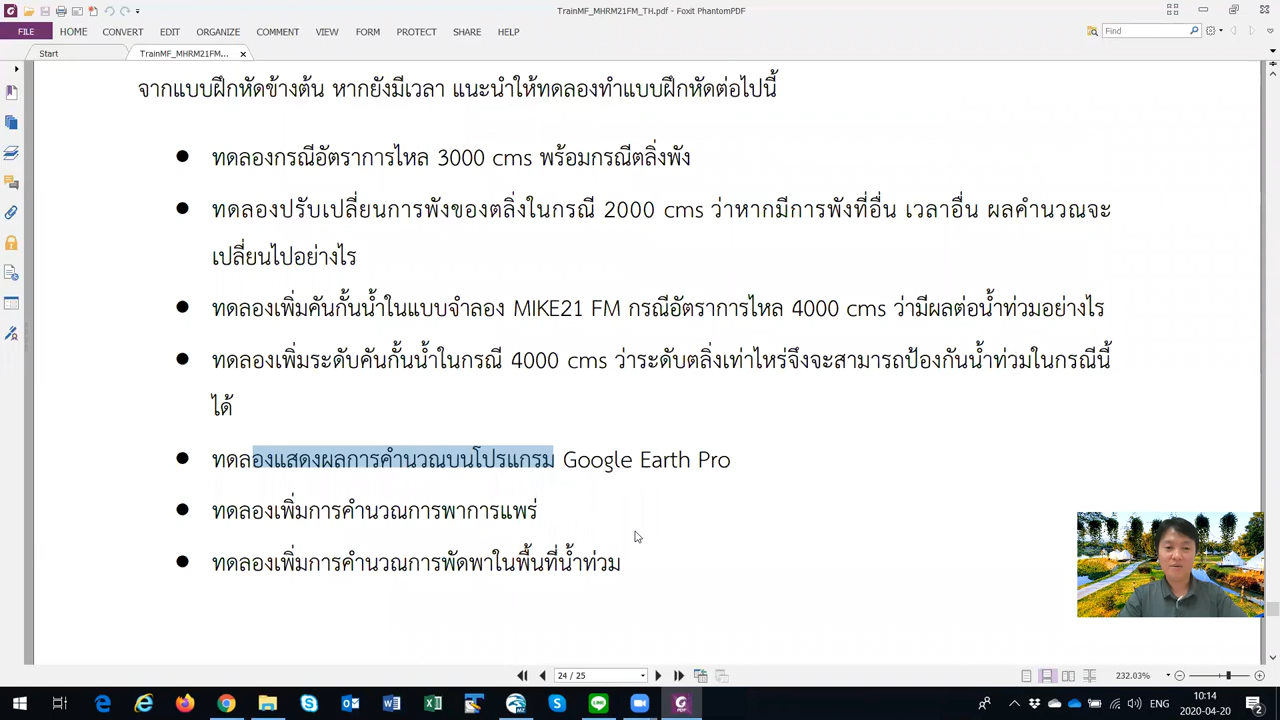 TrainMF_MHRM21FM_TH.pdf - Foxit PhantomPDF
FILE HOME CONVERT EDIT ORGANIZE COMMENT VIEW FORM PROTECT SHARE HELP
Find
Start TrainMF_MHRM21FM...
จากแบบฝึกหัดข้างต้น หากยังมีเวลา แนะนำให้ทดลองทำแบบฝึกหัดต่อไปนี้
● ทดลองกรณีอัตราการไหล 3000 cms พร้อมกรณีตลิ่งพัง
● ทดลองปรับเปลี่ยนการพังของตลิ่งในกรณี 2000 cms ว่าหากมีการพังที่อื่น เวลาอื่น ผลคำนวณจะ
เปลี่ยนไปอย่างไร
● ทดลองเพิ่มคันกั้นน้ำในแบบจำลอง MIKE21 FM กรณีอัตราการไหล 4000 cms ว่ามีผลต่อน้ำท่วมอย่างไร
● ทดลองเพิ่มระดับคันกั้นน้ำในกรณี 4000 cms ว่าระดับตลิ่งเท่าไหร่จึงจะสามารถป้องกันน้ำท่วมในกรณีนี้
ได้
● ทดลองแสดงผลการคำนวณบนโปรแกรม Google Earth Pro
● ทดลองเพิ่มการคำนวณการพาการแพร่
● ทดลองเพิ่มการคำนวณการพัดพาในพื้นที่น้ำท่วม
24 / 25
232.03%
ENG
10:14
2020-04-20
2